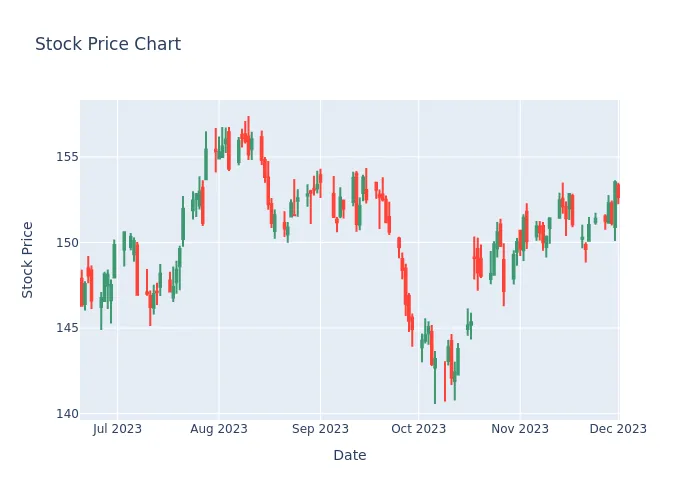 Stock Price Chart
Stock Price
155
150
145
140
Jul 2023
Aug 2023
Sep 2023
Oct 2023
Nov 2023
Dec 2023
Date